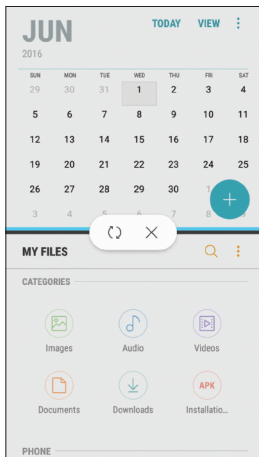 JUN TODAY VIEW
2016
SUN MON TUE WED THU FRI SAT
29 30 31 1 2 3 4
5 6 7 8 9 10 11
12 13 14 15 16 17 18
19 20 21 22 23 24 25
26 27 28 29 30 1
3 4 5 6 7 8
MY FILES
CATEGORIES
Images Audio Videos
APK
Documents Downloads Installatio...
PHONE